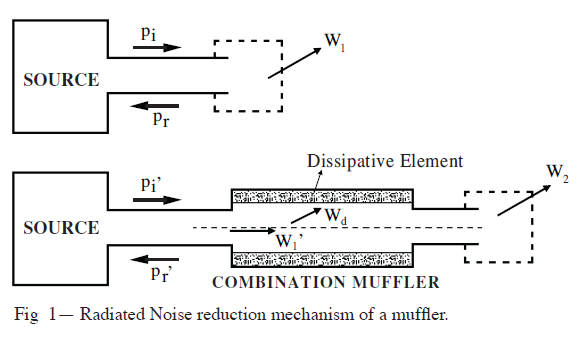 pi
W1
SOURCE
pr
Dissipative Element
pi’
W2
Wd
SOURCE
W1’
pr’
COMBINATION MUFFLER
Fig 1— Radiated Noise reduction mechanism of a muffler.